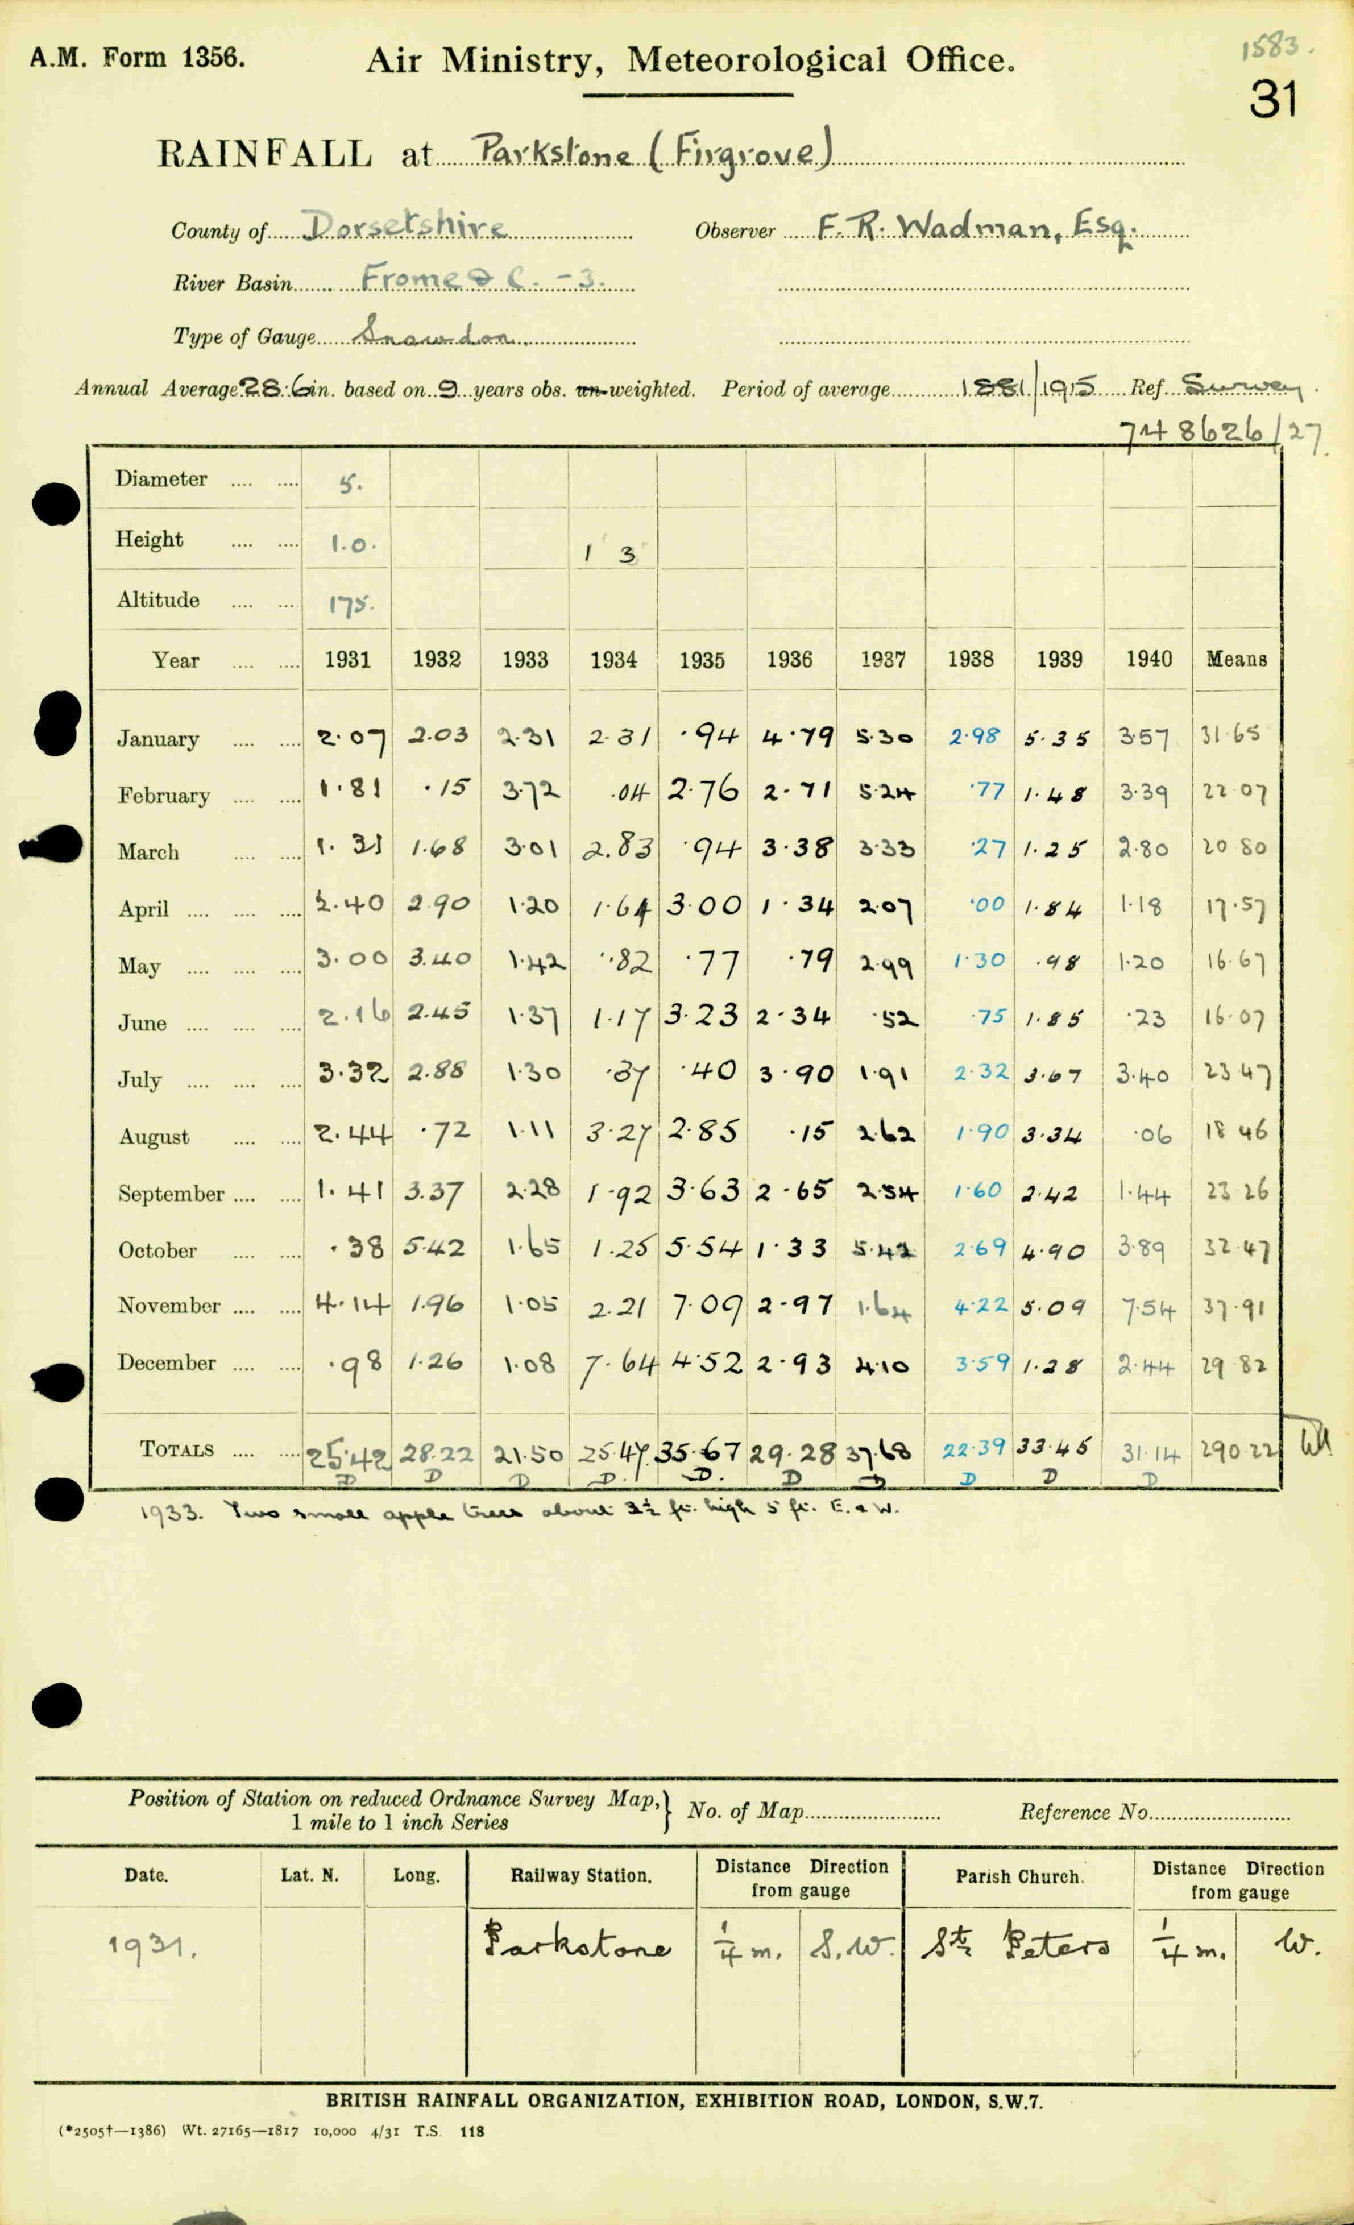 A.M. Form 1356. Air Ministry, Meteorological Office. 1583.
31
RAINFALL at Parkstone (Firgrove)
County of Dorsetshire Observer F. R. Wadman, Esq.
River Basin Frome & C. -3.
Type of Gauge Snowdon
Annual Average 28.6 in. based on 9 years obs. un-weighted. Period of average 1881/1915 Ref. Survey.
748626/27.
Diameter 5.
Height 1.0. 1 3
Altitude 175.
Year 1931 1932 1933 1934 1935 1936 1937 1938 1939 1940 Means
January 2.07 2.03 2.31 2.31 .94 4.79 5.30 2.98 5.35 3.57 31.65
February 1.81 .15 3.72 .04 2.76 2.71 5.24 .77 1.48 3.39 22.07
March 1.31 1.68 3.01 2.83 .94 3.38 3.33 .27 1.25 2.80 20.80
April 2.40 2.90 1.20 1.64 3.00 1.34 2.07 .00 1.84 1.18 17.57
May 3.00 3.40 1.42 .82 .77 .79 2.99 1.30 .98 1.20 16.67
June 2.16 2.45 1.37 1.17 3.23 2.34 .52 .75 1.85 .23 16.07
July 3.32 2.88 1.30 .37 .40 3.90 1.91 2.32 3.67 3.40 23.47
August 2.44 .72 1.11 3.27 2.85 .15 2.62 1.90 3.34 .06 18.46
September 1.41 3.37 2.28 1.92 3.63 2.65 2.54 1.60 2.42 1.44 23.26
October .38 5.42 1.65 1.25 5.54 1.33 5.42 2.69 4.90 3.89 32.47
November 4.14 1.96 1.05 2.21 7.09 2.97 1.64 4.22 5.09 7.54 37.91
December .98 1.26 1.08 7.64 4.52 2.93 4.10 3.59 1.28 2.44 29.82
TOTALS 25.42 28.22 21.50 25.47 35.67 29.28 37.68 22.39 33.45 31.14 290.22
D D D D. D. D D D D D
1933. Two small apple trees about 3½ ft. high 5 ft. E. & W.
Position of Station on reduced Ordnance Survey Map, } No. of Map Reference No.
1 mile to 1 inch Series
Date. Lat. N. Long. Railway Station. Distance Direction from gauge Parish Church. Distance Direction from gauge
1931. Parkstone ¼ m. S.W. St. Peters ¼ m. W.
BRITISH RAINFALL ORGANIZATION, EXHIBITION ROAD, LONDON, S.W.7.
(*2505†—1386) Wt. 27165—1817 10,000 4/31 T.S. 118